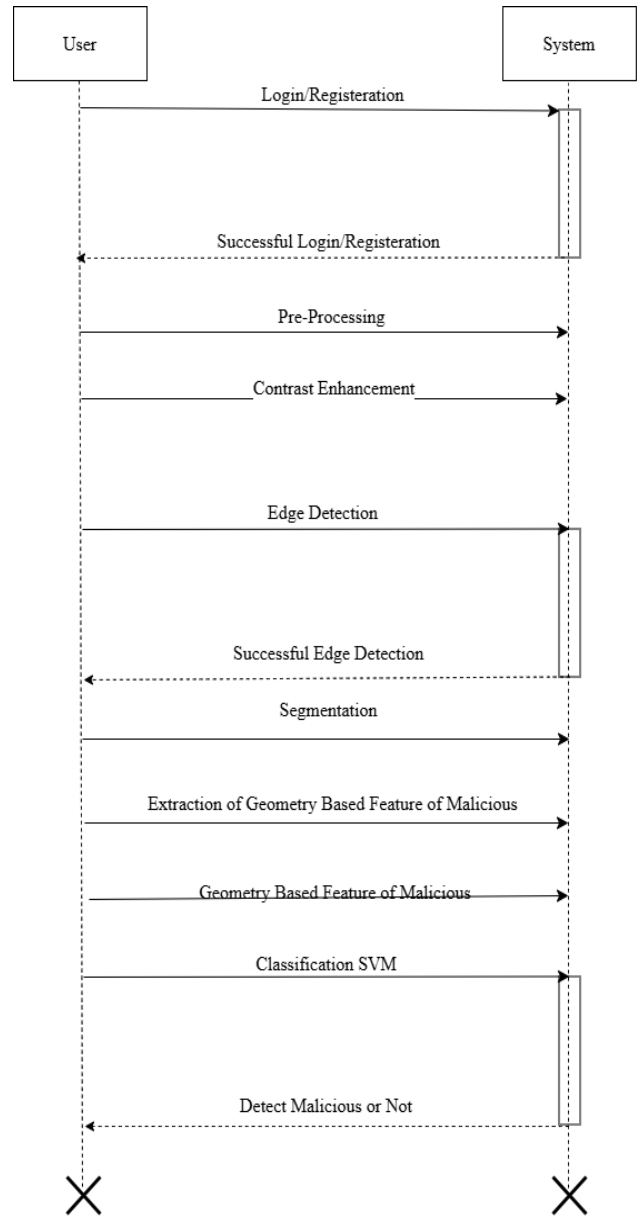 User
System
Login/Registeration
Successful Login/Registeration
Pre-Processing
Contrast Enhancement
Edge Detection
Successful Edge Detection
Segmentation
Extraction of Geometry Based Feature of Malicious
Geometry Based Feature of Malicious
Classification SVM
Detect Malicious or Not